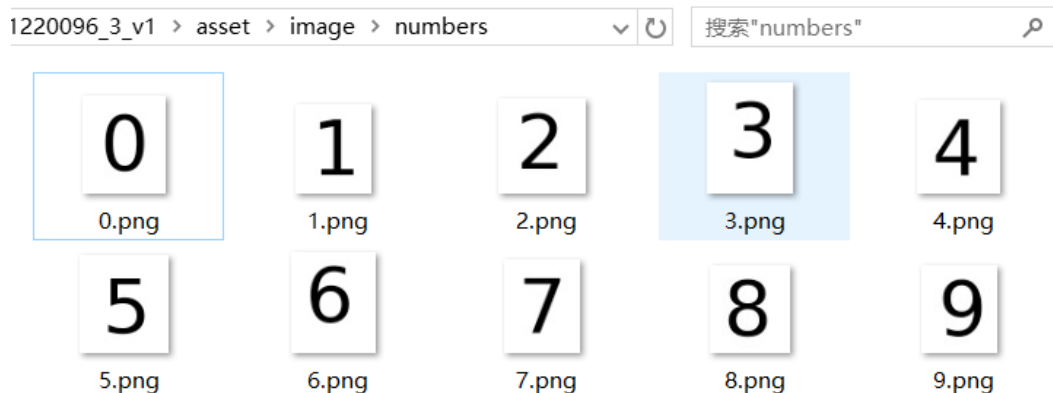 1220096_3_v1 > asset > image > numbers 搜索"numbers"
0 1 2 3 4
0.png 1.png 2.png 3.png 4.png
5 6 7 8 9
5.png 6.png 7.png 8.png 9.png